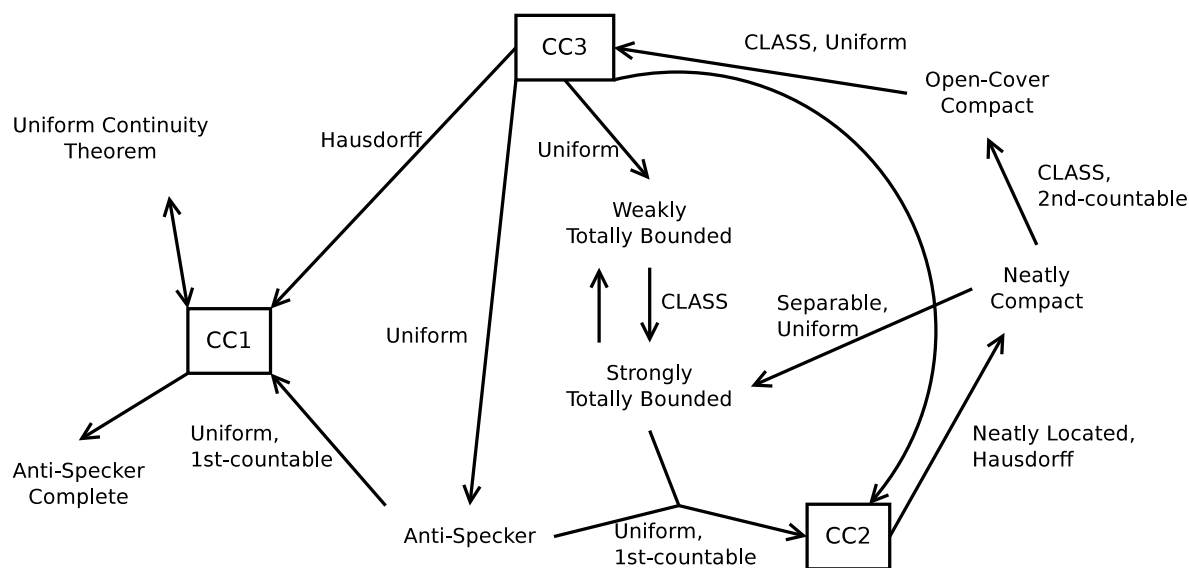 CC3
CLASS, Uniform
Open-Cover
Compact
Uniform Continuity
Theorem
Hausdorff
Uniform
CLASS,
2nd-countable
Weakly
Totally Bounded
Neatly
Compact
CLASS
Separable,
Uniform
CC1
Uniform
Strongly
Totally Bounded
Uniform,
1st-countable
Neatly Located,
Hausdorff
Anti-Specker
Complete
Anti-Specker
Uniform,
1st-countable
CC2